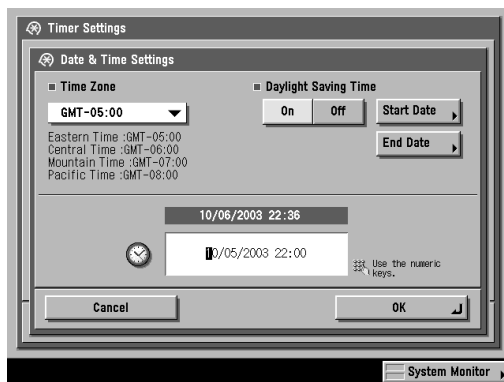 Timer Settings
Date & Time Settings
Time Zone
GMT-05:00
Eastern Time :GMT-05:00
Central Time :GMT-06:00
Mountain Time :GMT-07:00
Pacific Time :GMT-08:00
Daylight Saving Time
On Off
Start Date
End Date
10/06/2003 22:36
10/05/2003 22:00
Use the numeric
keys.
Cancel
OK
System Monitor